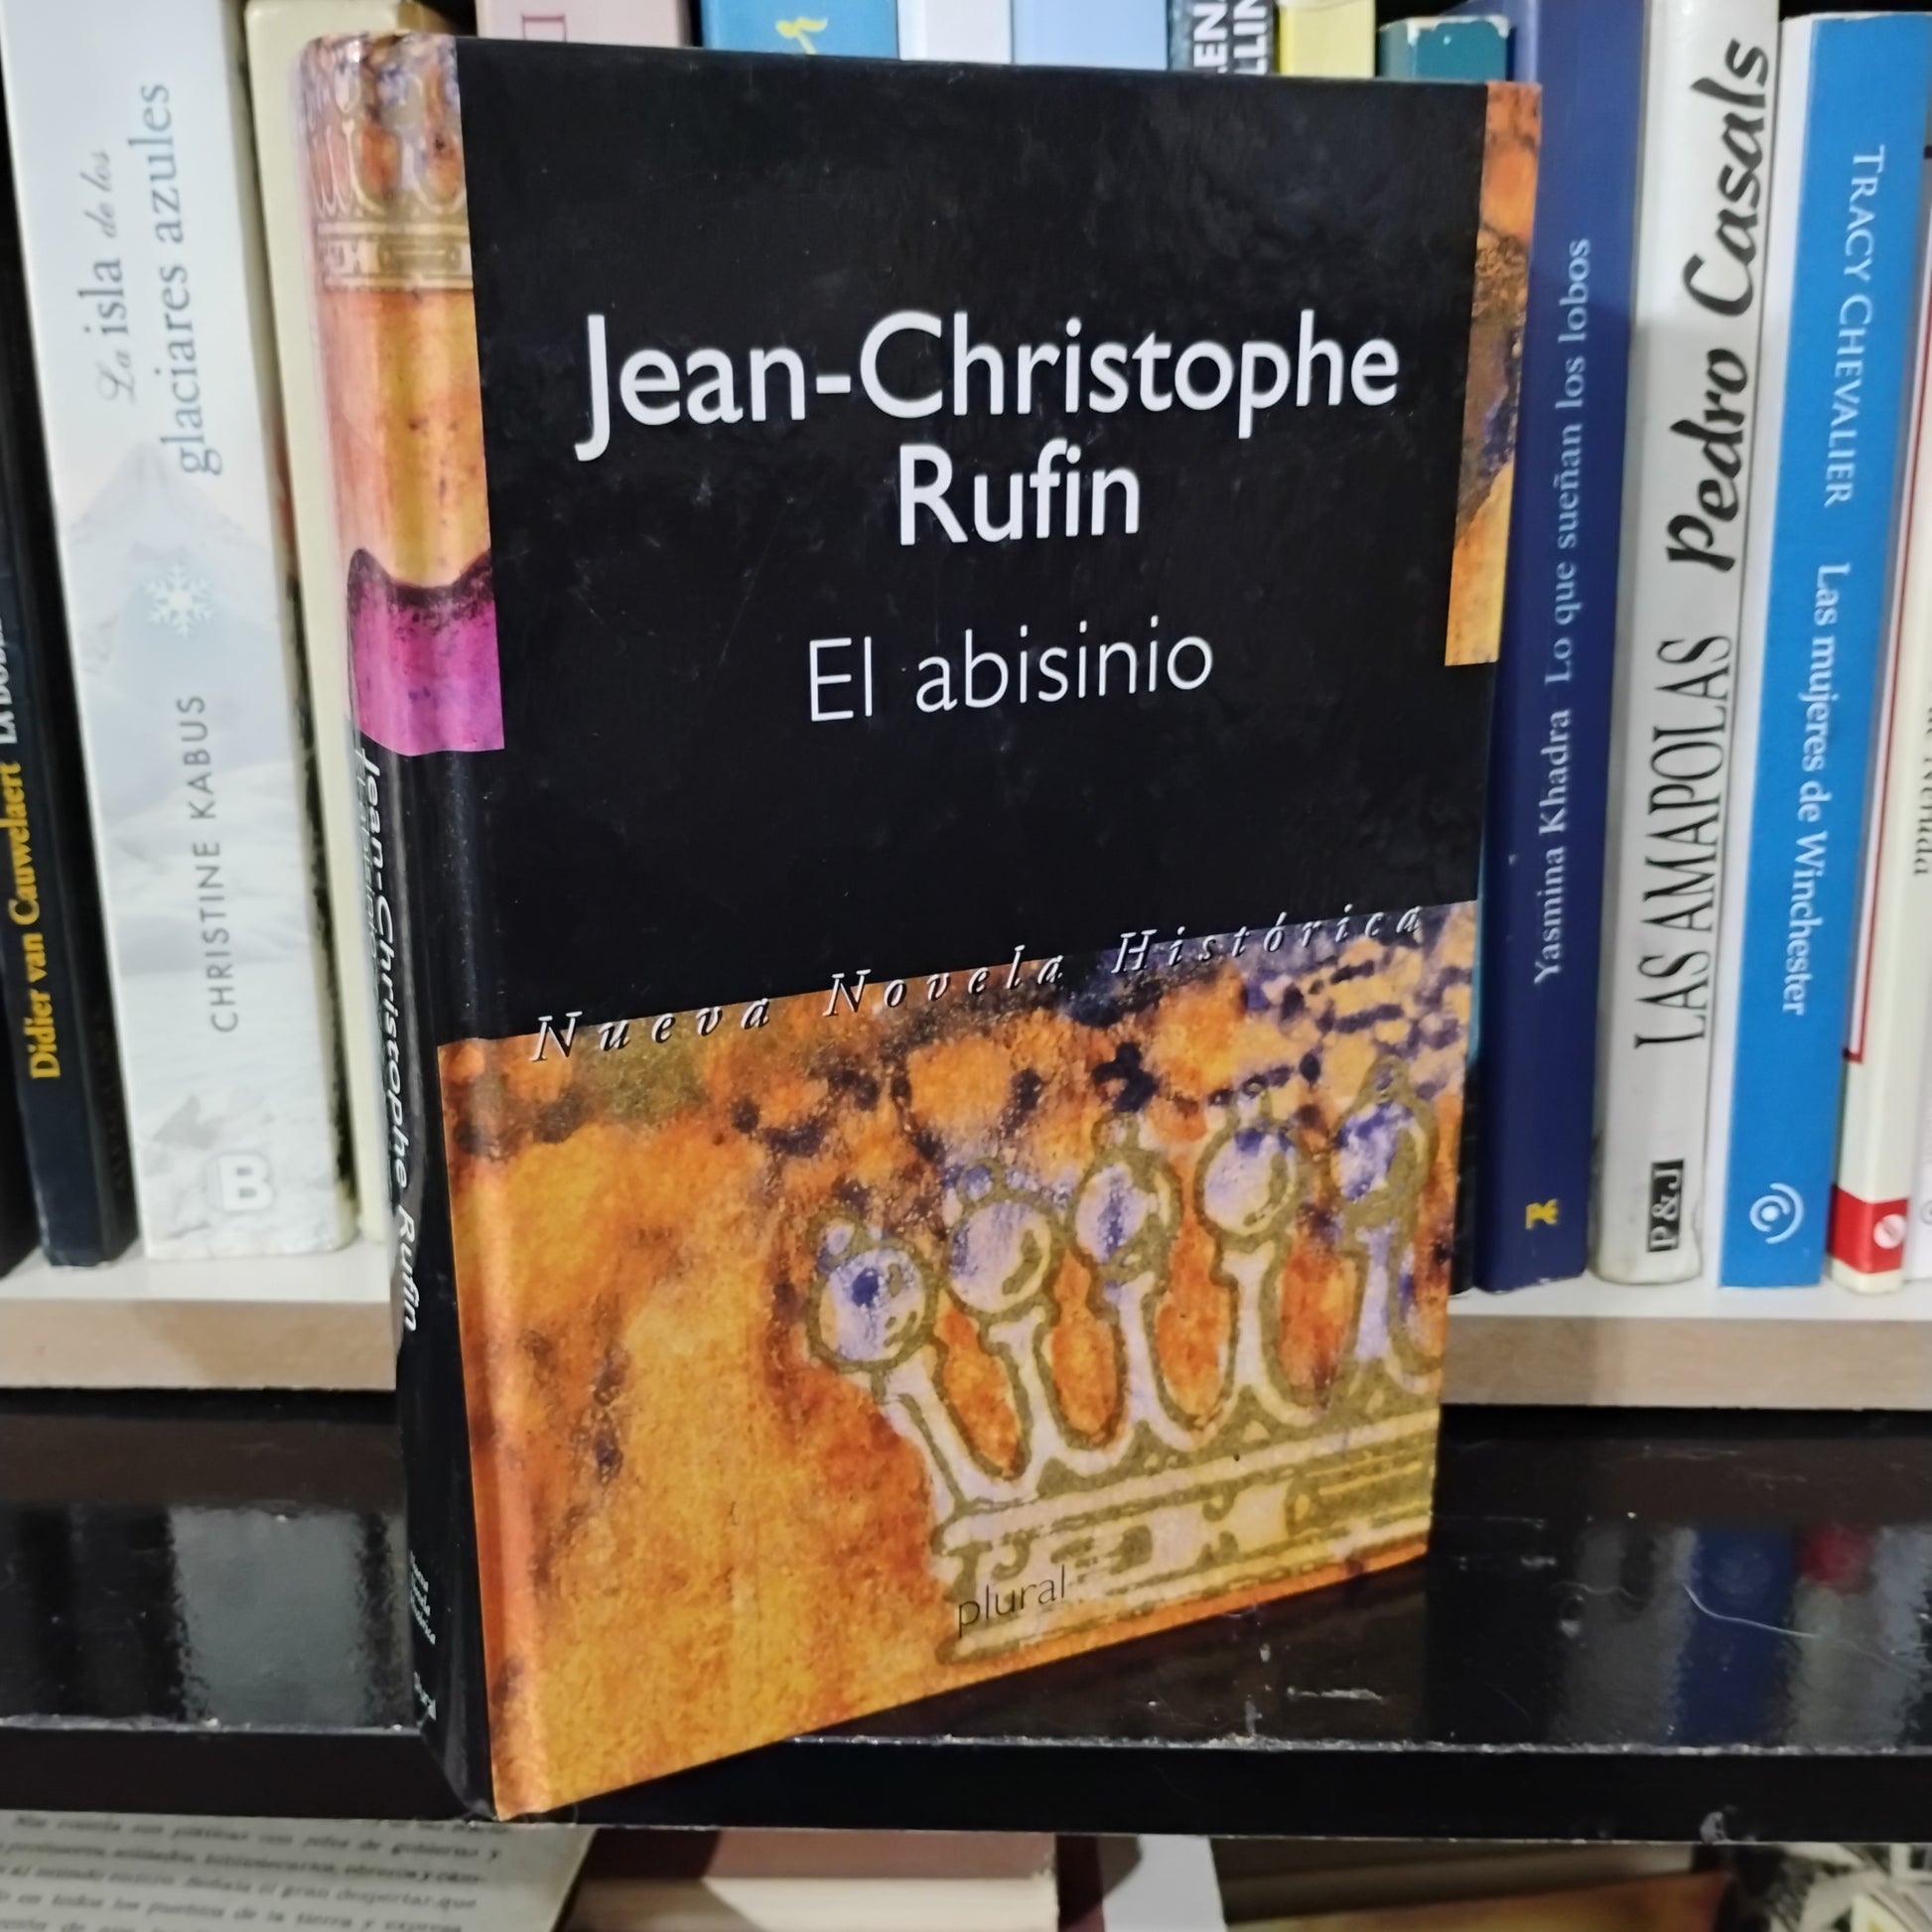 Jean-Christophe
Rufin
El abisinio
Nueva Novela Histórica
plural
Jean-Christophe Rufin
Didier van Cauwelaert
La isla de los
glaciares azules
CHRISTINE KABUS
B
Yasmina Khadra Lo que sueñan los lobos
LAS AMAPOLAS Pedro Casals
P&J
TRACY CHEVALIER Las mujeres de Winchester